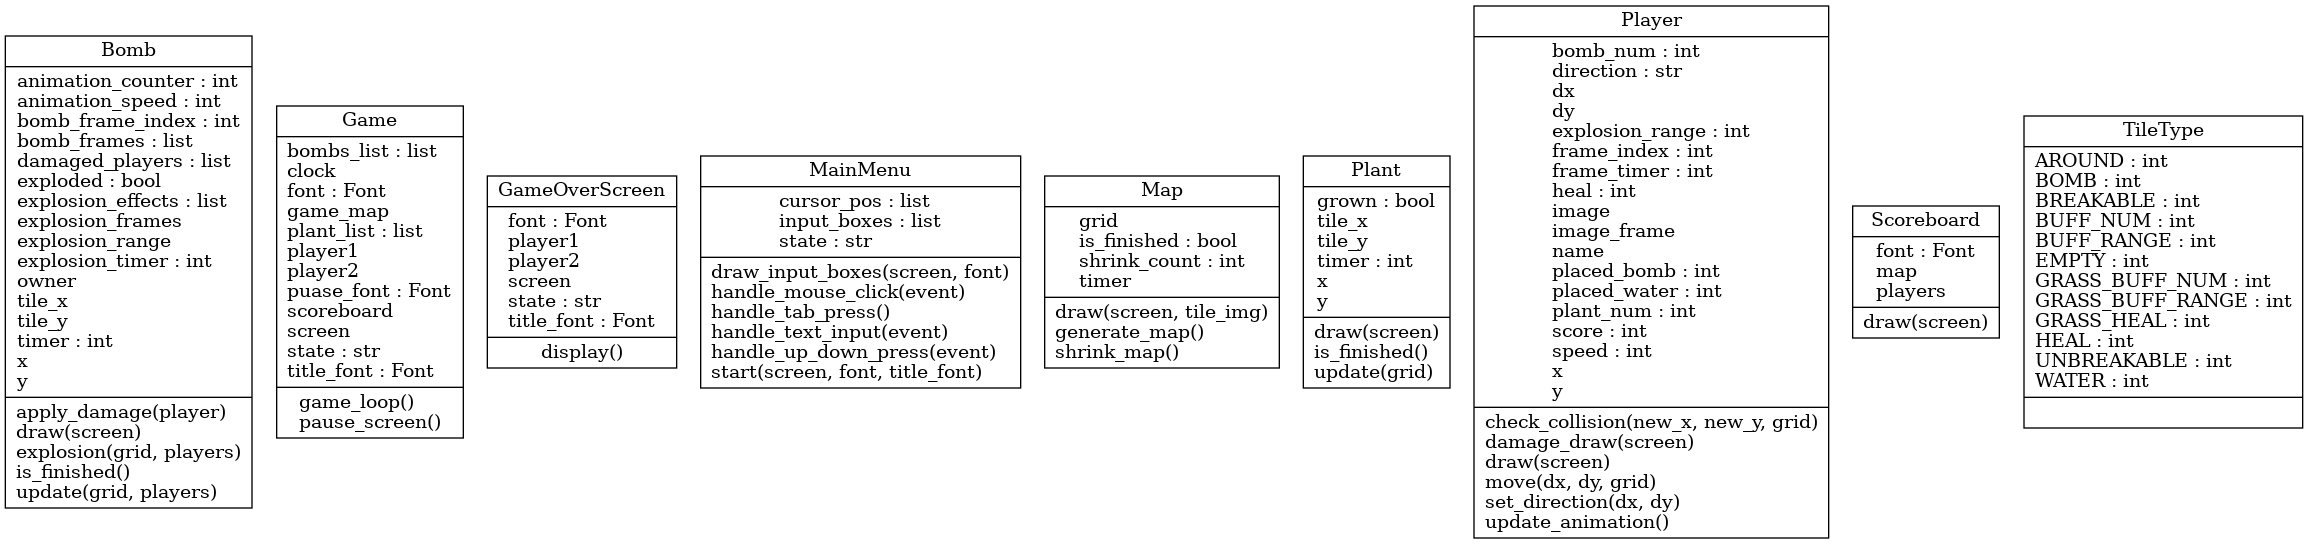 Bomb
animation_counter : int
animation_speed : int
bomb_frame_index : int
bomb_frames : list
damaged_players : list
exploded : bool
explosion_effects : list
explosion_frames
explosion_range
explosion_timer : int
owner
tile_x
tile_y
timer : int
x
y
apply_damage(player)
draw(screen)
explosion(grid, players)
is_finished()
update(grid, players)
Game
bombs_list : list
clock
font : Font
game_map
plant_list : list
player1
player2
puase_font : Font
scoreboard
screen
state : str
title_font : Font
game_loop()
pause_screen()
GameOverScreen
font : Font
player1
player2
screen
state : str
title_font : Font
display()
MainMenu
cursor_pos : list
input_boxes : list
state : str
draw_input_boxes(screen, font)
handle_mouse_click(event)
handle_tab_press()
handle_text_input(event)
handle_up_down_press(event)
start(screen, font, title_font)
Map
grid
is_finished : bool
shrink_count : int
timer
draw(screen, tile_img)
generate_map()
shrink_map()
Plant
grown : bool
tile_x
tile_y
timer : int
x
y
draw(screen)
is_finished()
update(grid)
Player
bomb_num : int
direction : str
dx
dy
explosion_range : int
frame_index : int
frame_timer : int
heal : int
image
image_frame
name
placed_bomb : int
placed_water : int
plant_num : int
score : int
speed : int
x
y
check_collision(new_x, new_y, grid)
damage_draw(screen)
draw(screen)
move(dx, dy, grid)
set_direction(dx, dy)
update_animation()
Scoreboard
font : Font
map
players
draw(screen)
TileType
AROUND : int
BOMB : int
BREAKABLE : int
BUFF_NUM : int
BUFF_RANGE : int
EMPTY : int
GRASS_BUFF_NUM : int
GRASS_BUFF_RANGE : int
GRASS_HEAL : int
HEAL : int
UNBREAKABLE : int
WATER : int